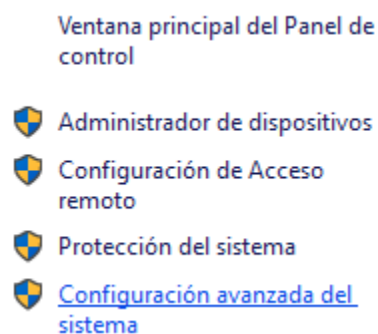 Ventana principal del Panel de
control
Administrador de dispositivos
Configuración de Acceso
remoto
Protección del sistema
Configuración avanzada del
sistema